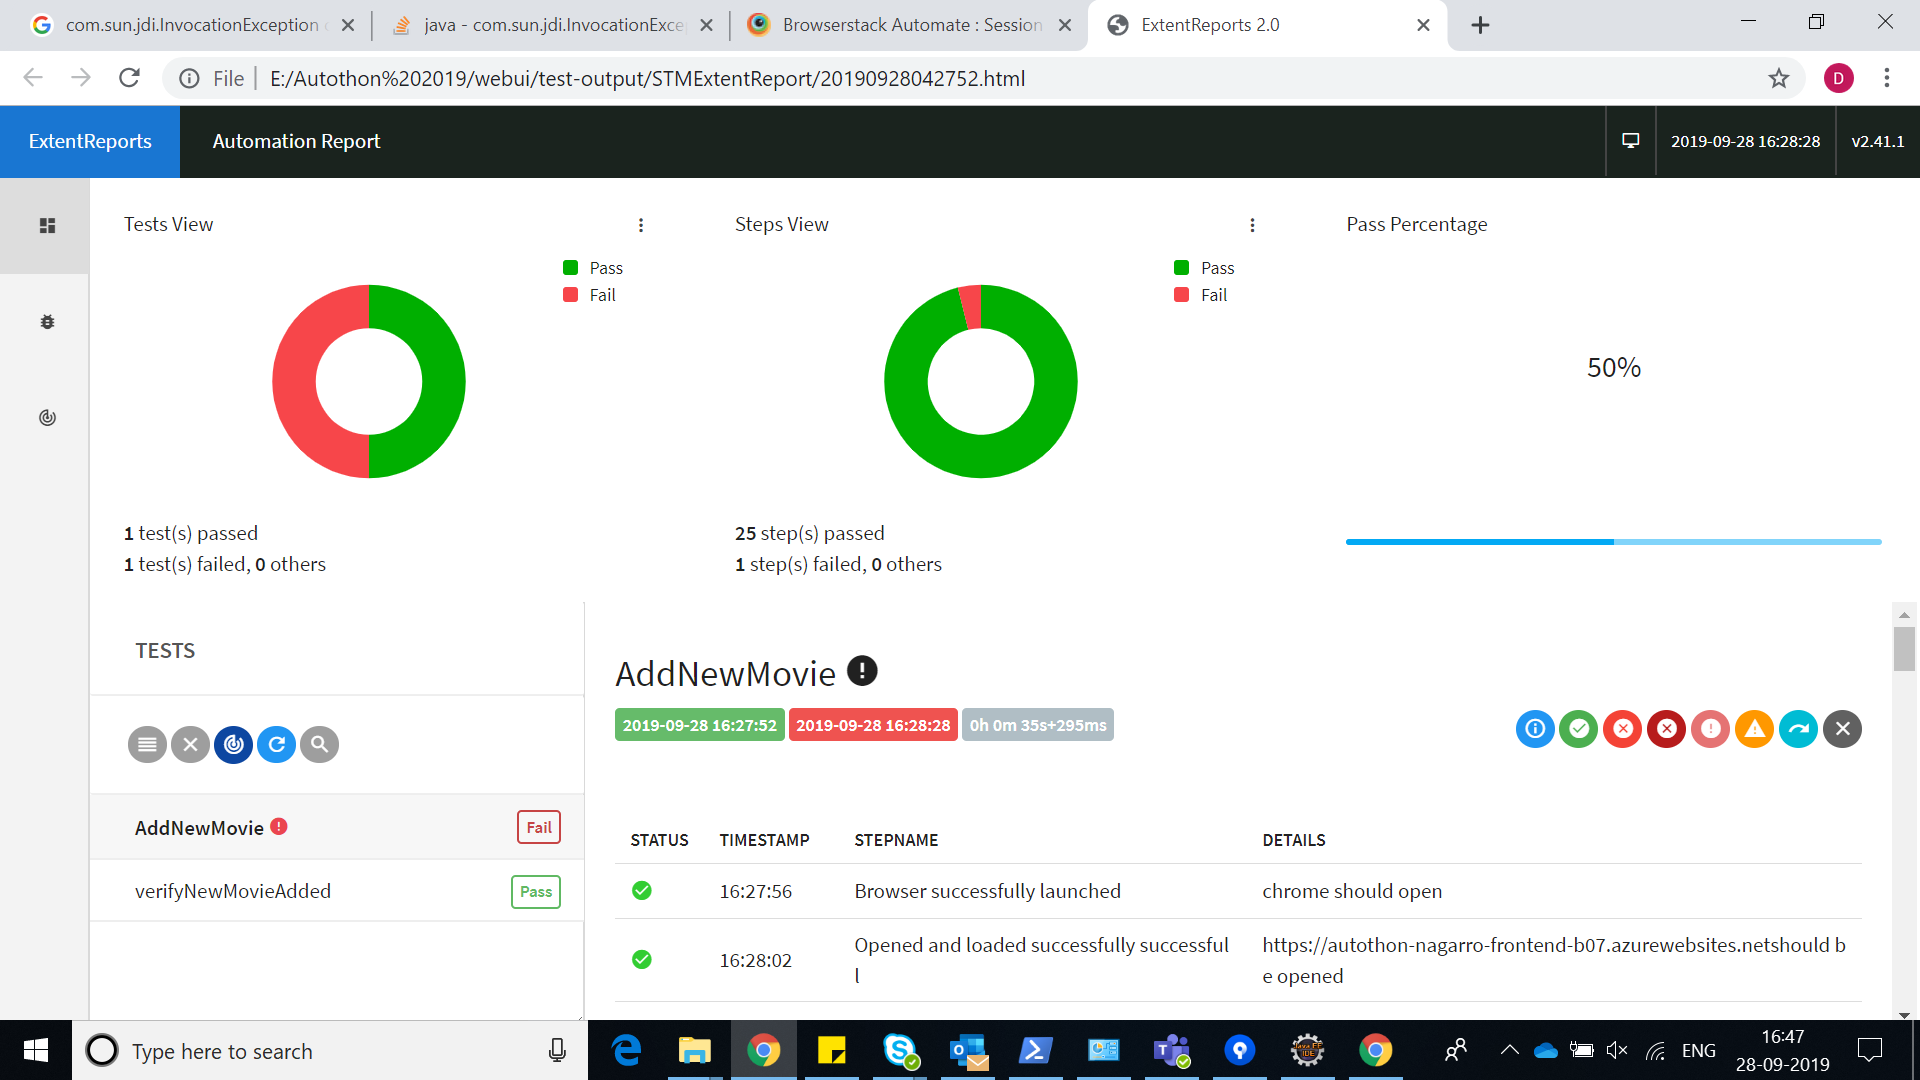 com.sun.jdi.InvocationException
java - com.sun.jdi.InvocationExce
Browserstack Automate : Session
ExtentReports 2.0
File
E:/Autothon%202019/webui/test-output/STMExtentReport/20190928042752.html
D
ExtentReports
Automation Report
2019-09-28 16:28:28
v2.41.1
Tests View
Pass
Fail
1 test(s) passed
1 test(s) failed, 0 others
Steps View
Pass
Fail
25 step(s) passed
1 step(s) failed, 0 others
Pass Percentage
50%
TESTS
AddNewMovie
Fail
verifyNewMovieAdded
Pass
AddNewMovie
2019-09-28 16:27:52
2019-09-28 16:28:28
0h 0m 35s+295ms
STATUS TIMESTAMP STEPNAME DETAILS
16:27:56 Browser successfully launched chrome should open
16:28:02
Opened and loaded successfully successful
l
https://autothon-nagarro-frontend-b07.azurewebsites.netshould b
e opened
Type here to search
ENG
16:47
28-09-2019